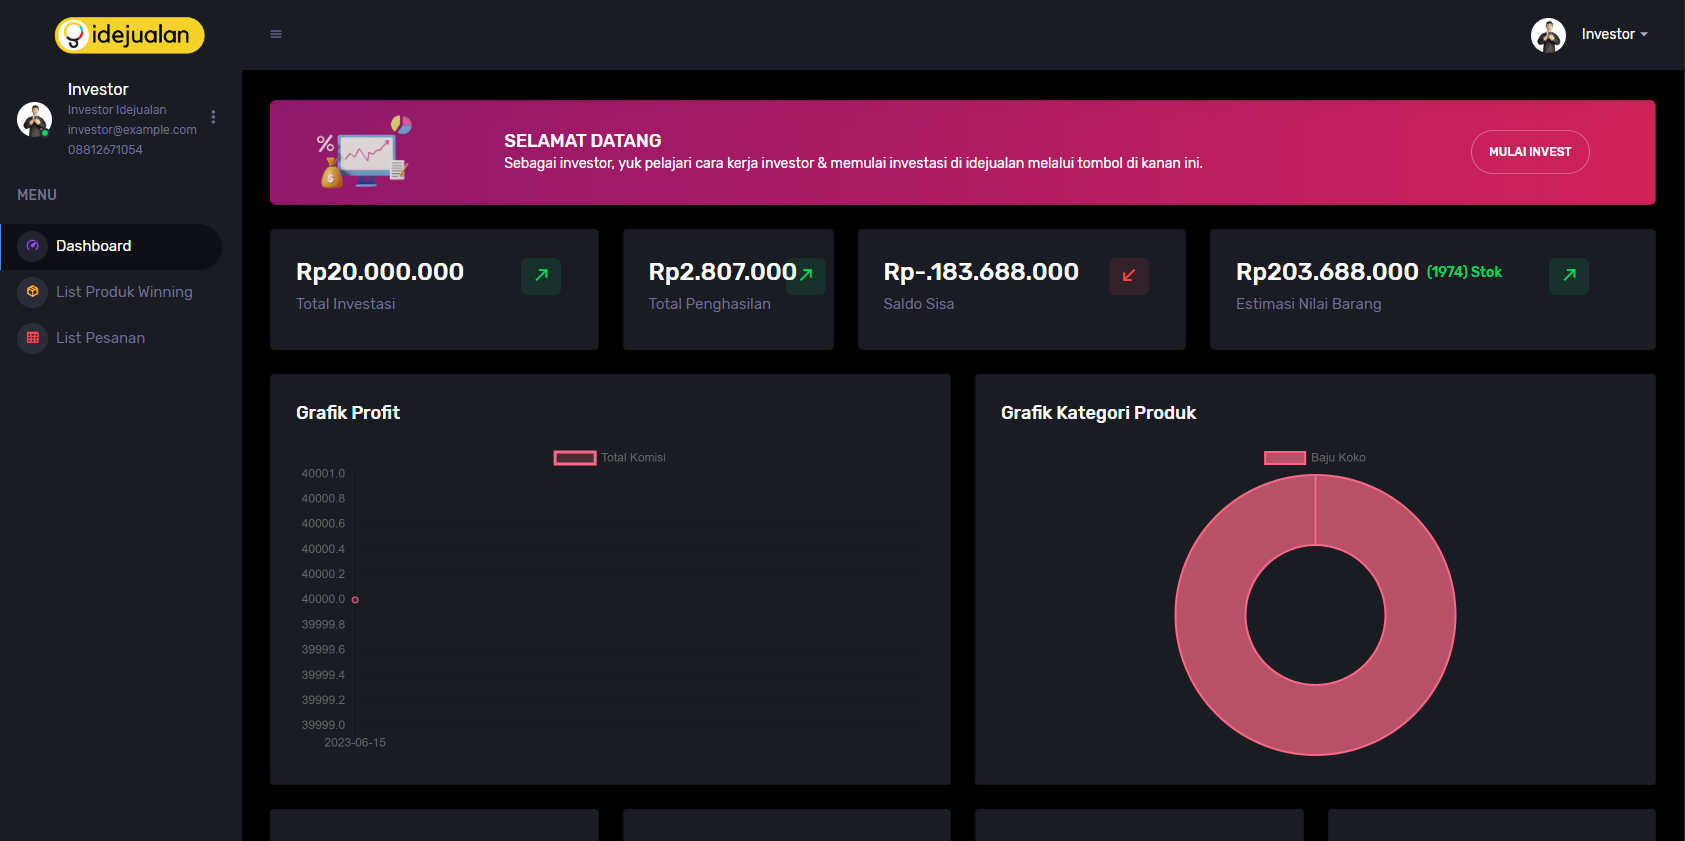 idejualan
Investor
Investor
Investor Idejualan
investor@example.com
08812671054
MENU
Dashboard
List Produk Winning
List Pesanan
%
$
SELAMAT DATANG
Sebagai investor, yuk pelajari cara kerja investor & memulai investasi di idejualan melalui tombol di kanan ini.
MULAI INVEST
Rp20.000.000
Total Investasi
Rp2.807.000
Total Penghasilan
Rp-.183.688.000
Saldo Sisa
Rp203.688.000 (1974) Stok
Estimasi Nilai Barang
Grafik Profit
Total Komisi
40001.0
40000.8
40000.6
40000.4
40000.2
40000.0
39999.8
39999.6
39999.4
39999.2
39999.0
2023-06-15
Grafik Kategori Produk
Baju Koko